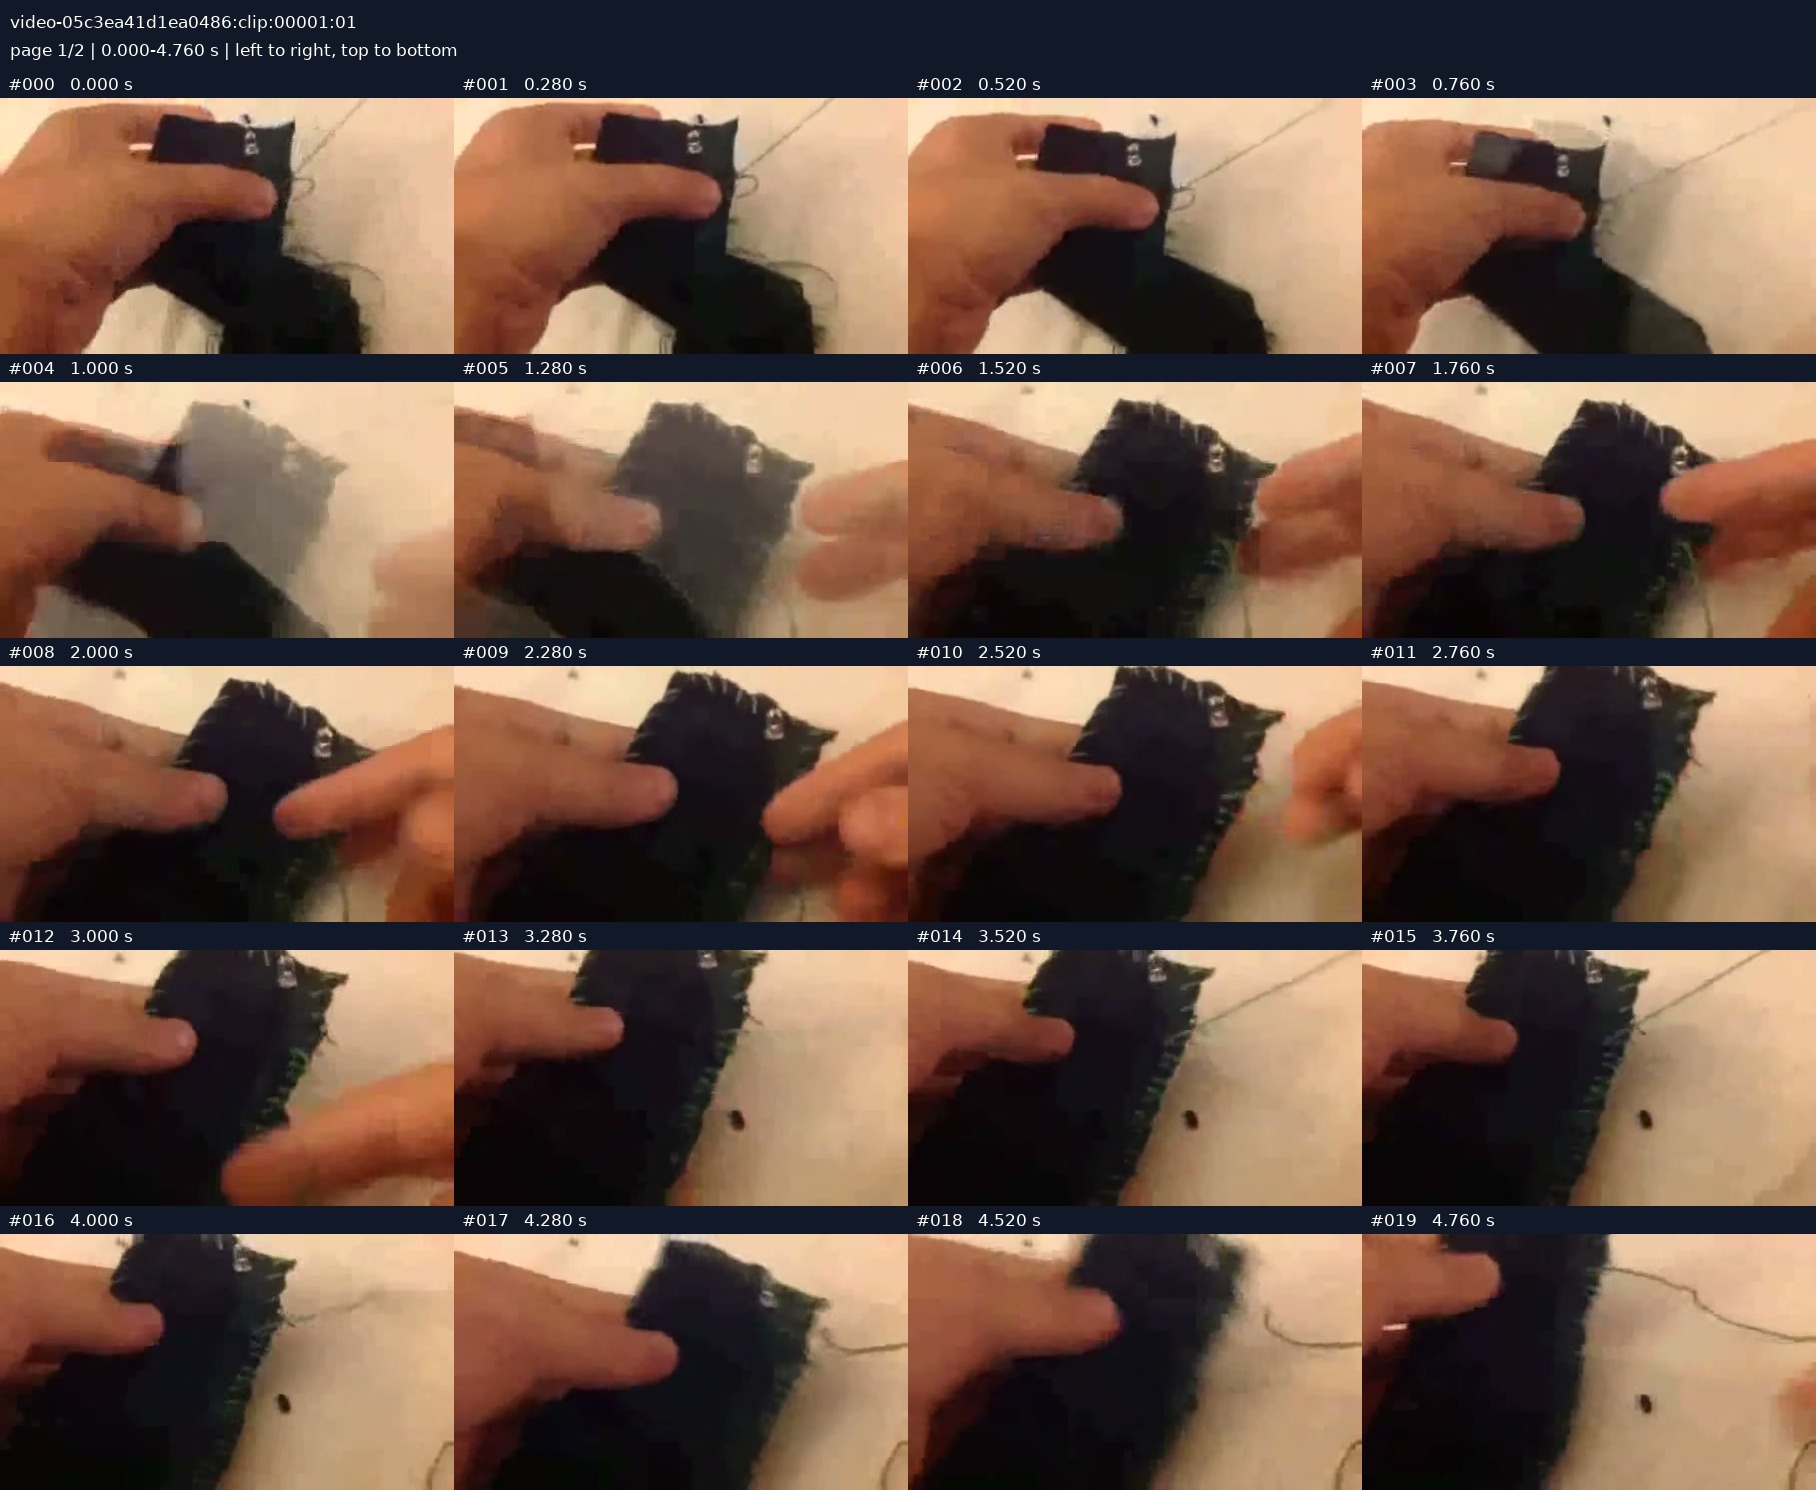 video-05c3ea41d1ea0486:clip:00001:01
page 1/2 | 0.000-4.760 s | left to right, top to bottom
#000 0.000 s
#001 0.280 s
#002 0.520 s
#003 0.760 s
#004 1.000 s
#005 1.280 s
#006 1.520 s
#007 1.760 s
#008 2.000 s
#009 2.280 s
#010 2.520 s
#011 2.760 s
#012 3.000 s
#013 3.280 s
#014 3.520 s
#015 3.760 s
#016 4.000 s
#017 4.280 s
#018 4.520 s
#019 4.760 s